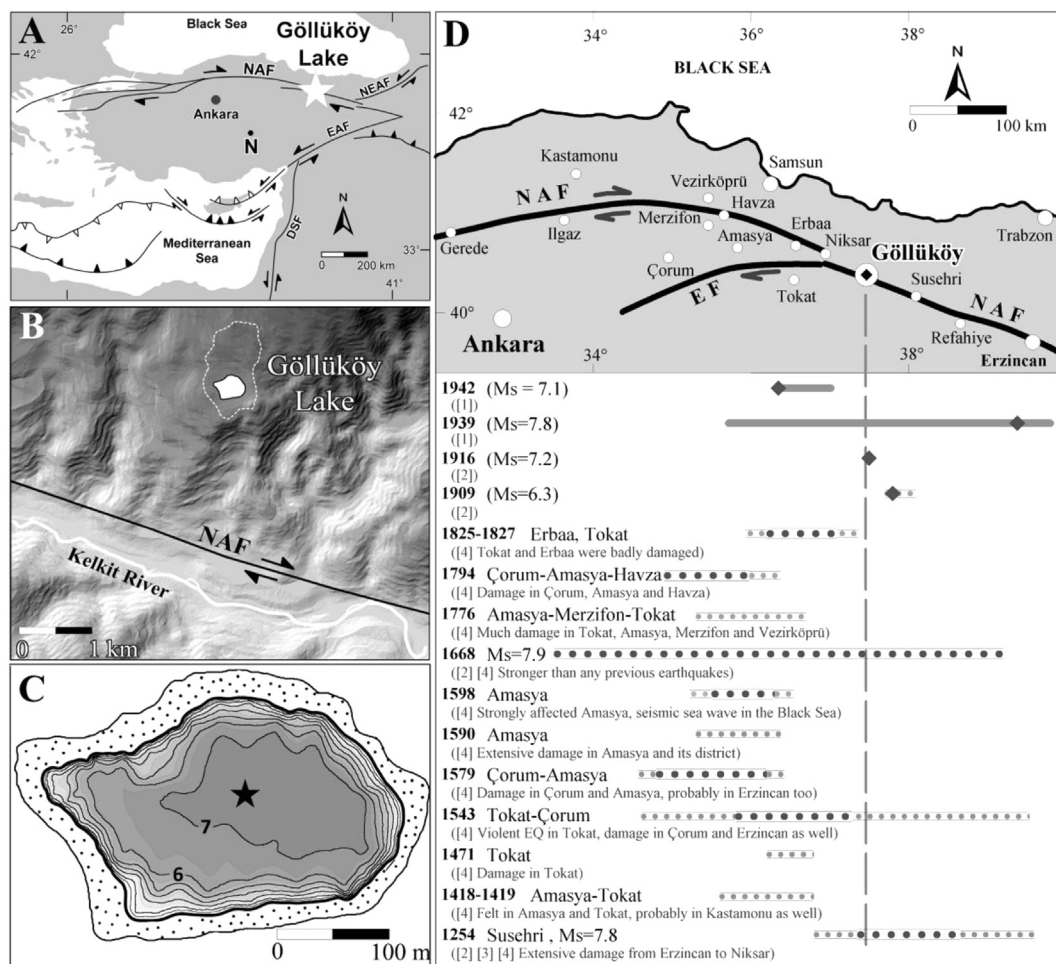 A
26
Black Sea
42°
Göllüköy
Lake
NAF
NEAF
Ankara
EAF
N
N
DSF
Mediterranean
Sea
33°
0 200 km
41°
B
Göllüköy
Lake
NAF
Kelkit River
0 1 km
C
7
6
0 100 m
D
34°
38°
N
BLACK SEA
42°
0 100 km
Kastamonu
Samsun
Vezirköprü
NAF
Havza
Merzifon
Erbaa
Trabzon
Gerede
Ilgaz
Amasya
Niksar
Göllüköy
Çorum
Susehri
EF
Tokat
NAF
40°
Refahiye
Ankara
34°
38°
Erzincan
1942 (Ms = 7.1)
([1])
1939 (Ms=7.8)
([1])
1916 (Ms=7.2)
([2])
1909 (Ms=6.3)
([2])
1825-1827 Erbaa, Tokat
([4] Tokat and Erbaa were badly damaged)
1794 Çorum-Amasya-Havza
([4] Damage in Çorum, Amasya and Havza)
1776 Amasya-Merzifon-Tokat
([4] Much damage in Tokat, Amasya, Merzifon and Vezirköprü)
1668 Ms=7.9
([2] [4] Stronger than any previous earthquakes)
1598 Amasya
([4] Strongly affected Amasya, seismic sea wave in the Black Sea)
1590 Amasya
([4] Extensive damage in Amasya and its district)
1579 Çorum-Amasya
([4] Damage in Çorum and Amasya, probably in Erzincan too)
1543 Tokat-Çorum
([4] Violent EQ in Tokat, damage in Çorum and Erzincan as well)
1471 Tokat
([4] Damage in Tokat)
1418-1419 Amasya-Tokat
([4] Felt in Amasya and Tokat, probably in Kastamonu as well)
1254 Susehri , Ms=7.8
([2] [3] [4] Extensive damage from Erzincan to Niksar)